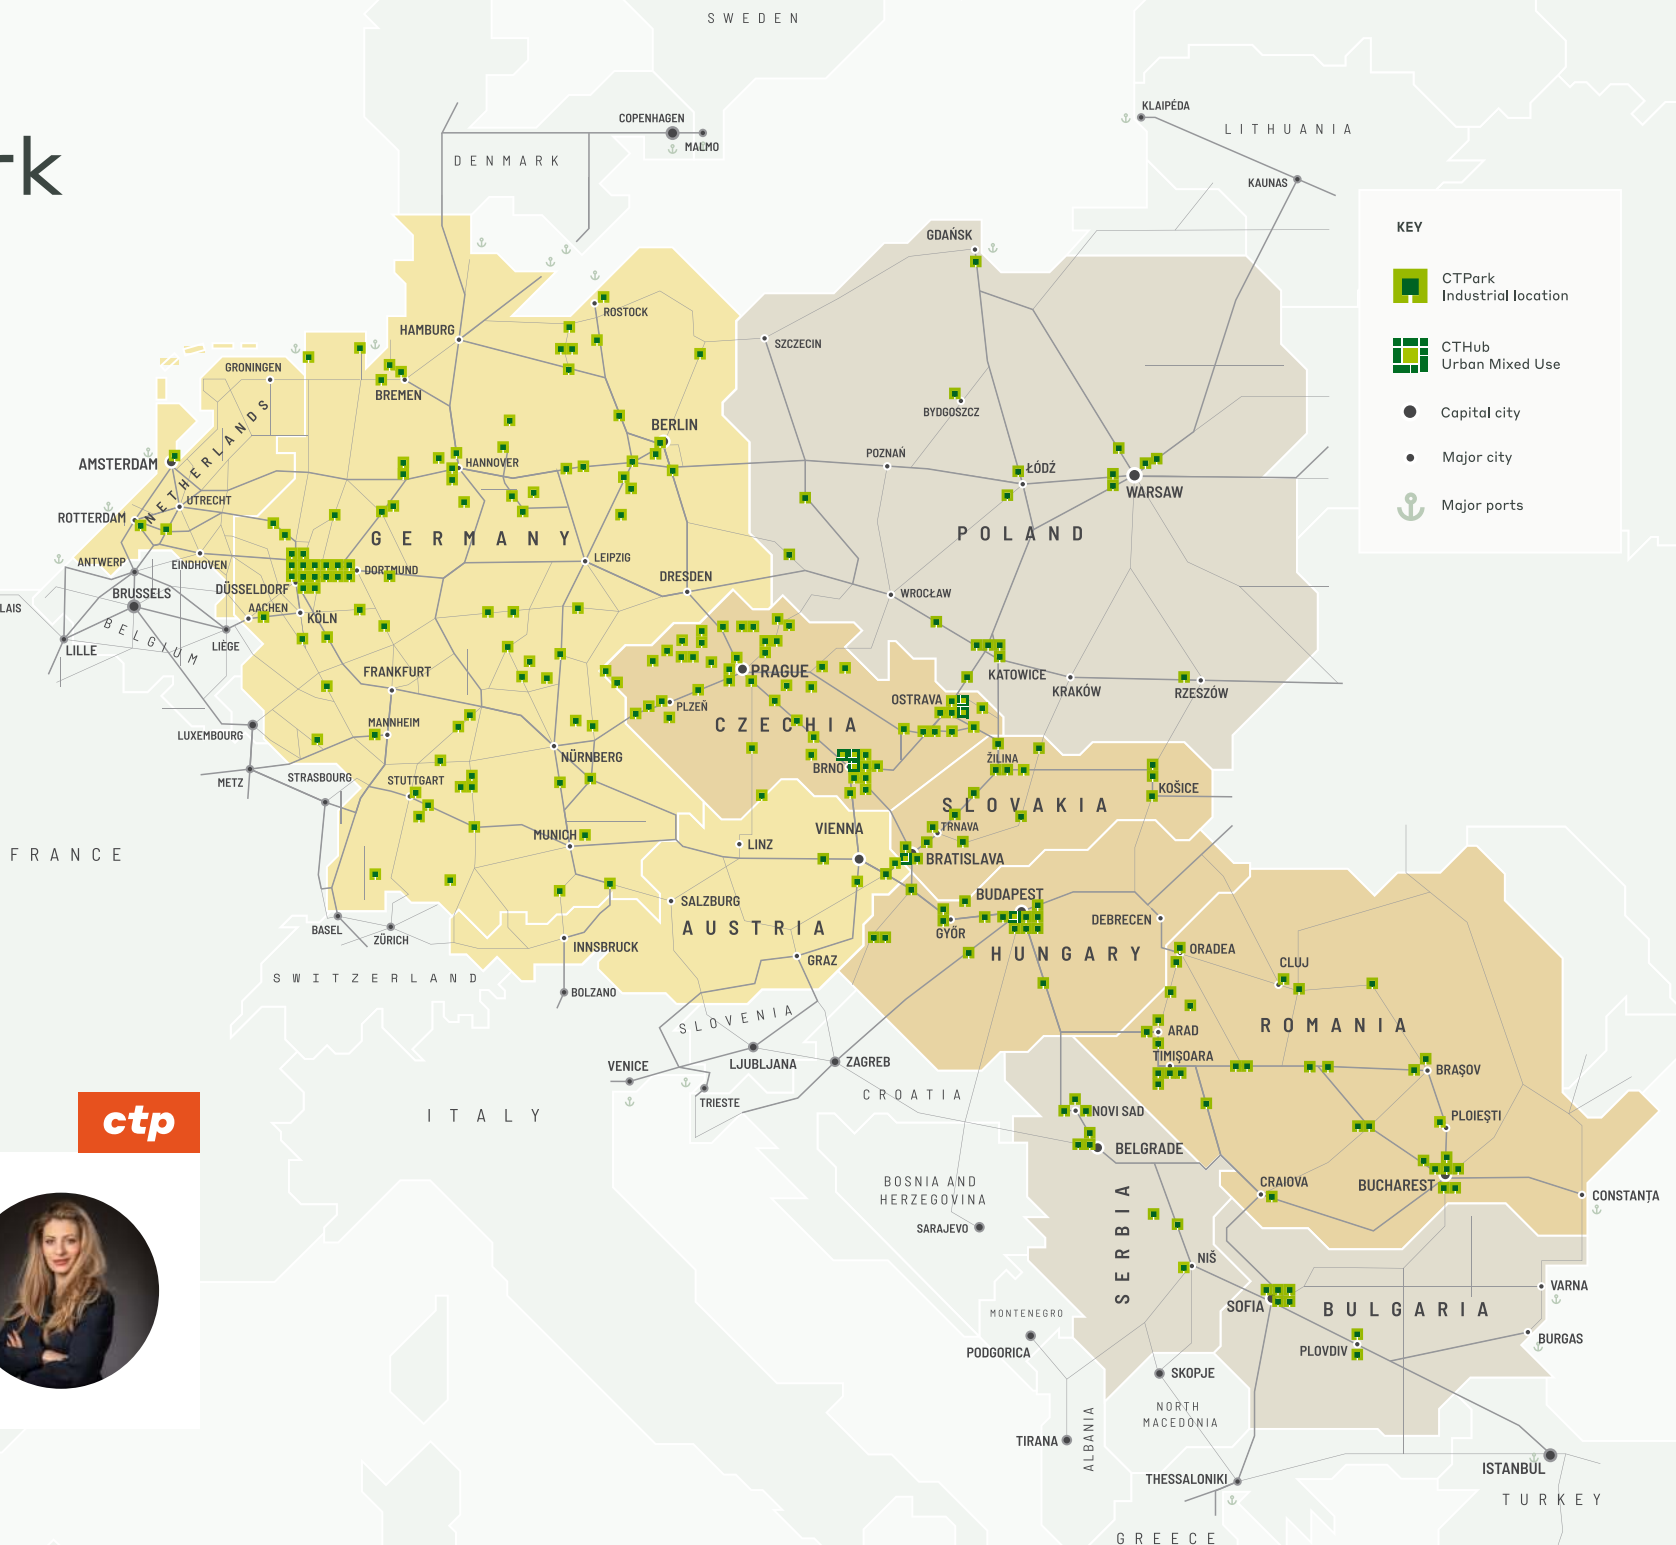 rk
SWEDEN
KLAIPĖDA
COPENHAGEN
LITHUANIA
MALMO
DENMARK
KAUNAS
KEY
CTPark
Industrial location
CTHub
Urban Mixed Use
Capital city
Major city
Major ports
GDAŃSK
ROSTOCK
HAMBURG
SZCZECIN
GRONINGEN
BREMEN
BYDGOSZCZ
BERLIN
NETHERLANDS
AMSTERDAM
HANNOVER
POZNAŃ
ŁÓDŹ
WARSAW
UTRECHT
ROTTERDAM
GERMANY
POLAND
ANTWERP
EINDHOVEN
LEIPZIG
DORTMUND
DRESDEN
DÜSSELDORF
BRUSSELS
WROCŁAW
LAIS
AACHEN
KÖLN
BELGIUM
LILLE
LIÈGE
FRANKFURT
PRAGUE
KATOWICE
KRAKÓW
RZESZÓW
OSTRAVA
PLZEŇ
CZECHIA
MANNHEIM
LUXEMBOURG
NÜRNBERG
ŽILINA
BRNO
METZ
STRASBOURG
STUTTGART
KOŠICE
SLOVAKIA
TRNAVA
MUNICH
VIENNA
LINZ
FRANCE
BRATISLAVA
BUDAPEST
SALZBURG
DEBRECEN
BASEL
ZÜRICH
AUSTRIA
GYŐR
INNSBRUCK
ORADEA
HUNGARY
GRAZ
CLUJ
SWITZERLAND
BOLZANO
SLOVENIA
ROMANIA
ARAD
TIMIŞOARA
VENICE
LJUBLJANA
ZAGREB
BRAŞOV
TRIESTE
CROATIA
NOVI SAD
ITALY
PLOIEŞTI
ctp
BELGRADE
BOSNIA AND
HERZEGOVINA
CRAIOVA
BUCHAREST
CONSTANȚA
SARAJEVO
SERBIA
NIŠ
VARNA
SOFIA
BULGARIA
MONTENEGRO
BURGAS
PODGORICA
PLOVDIV
SKOPJE
NORTH
MACEDONIA
TIRANA
ALBANIA
ISTANBUL
THESSALONIKI
TURKEY
GREECE